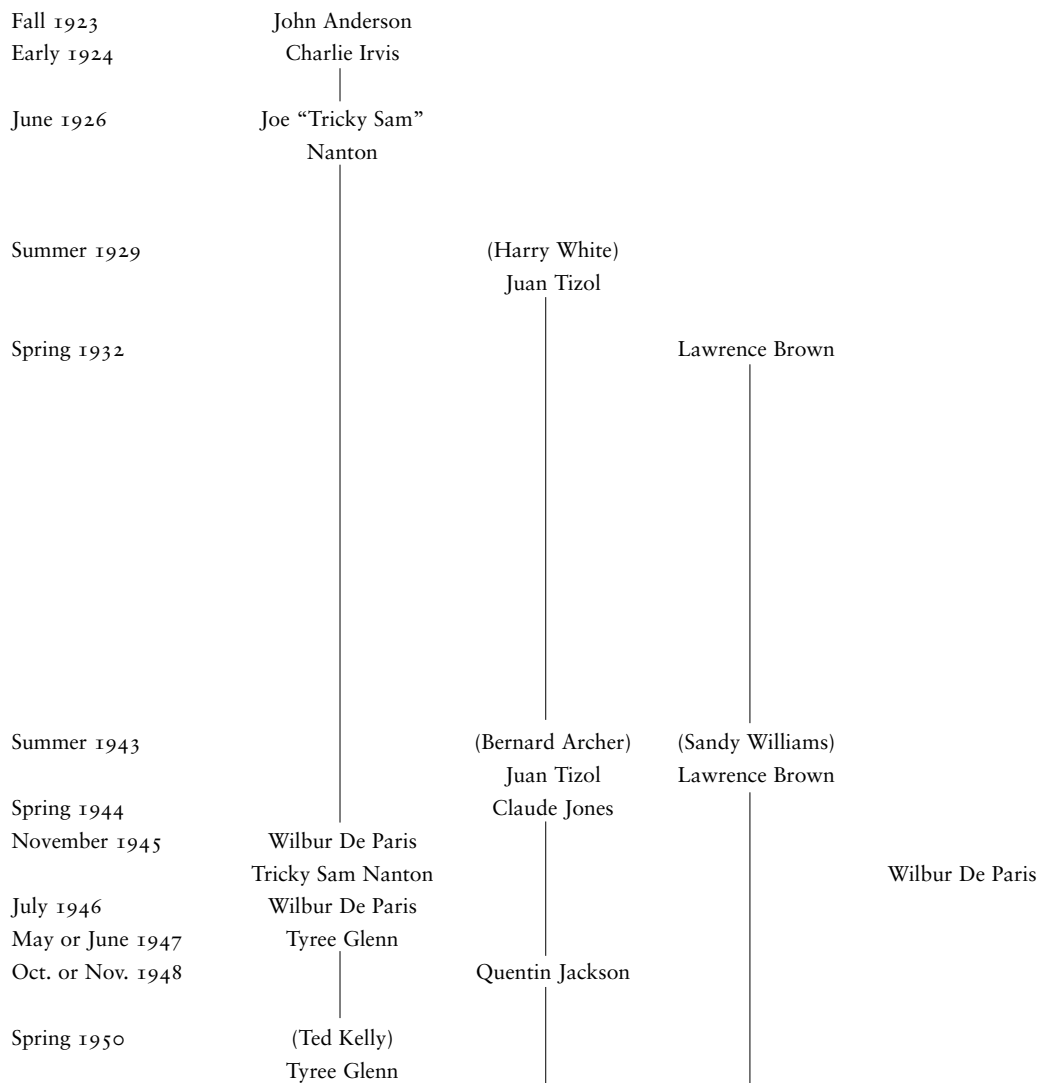 Fall 1923 John Anderson
Early 1924 Charlie Irvis
June 1926 Joe “Tricky Sam”
Nanton
Summer 1929 (Harry White)
Juan Tizol
Spring 1932 Lawrence Brown
Summer 1943 (Bernard Archer) (Sandy Williams)
Juan Tizol Lawrence Brown
Spring 1944 Claude Jones
November 1945 Wilbur De Paris
Tricky Sam Nanton Wilbur De Paris
July 1946 Wilbur De Paris
May or June 1947 Tyree Glenn
Oct. or Nov. 1948 Quentin Jackson
Spring 1950 (Ted Kelly)
Tyree Glenn